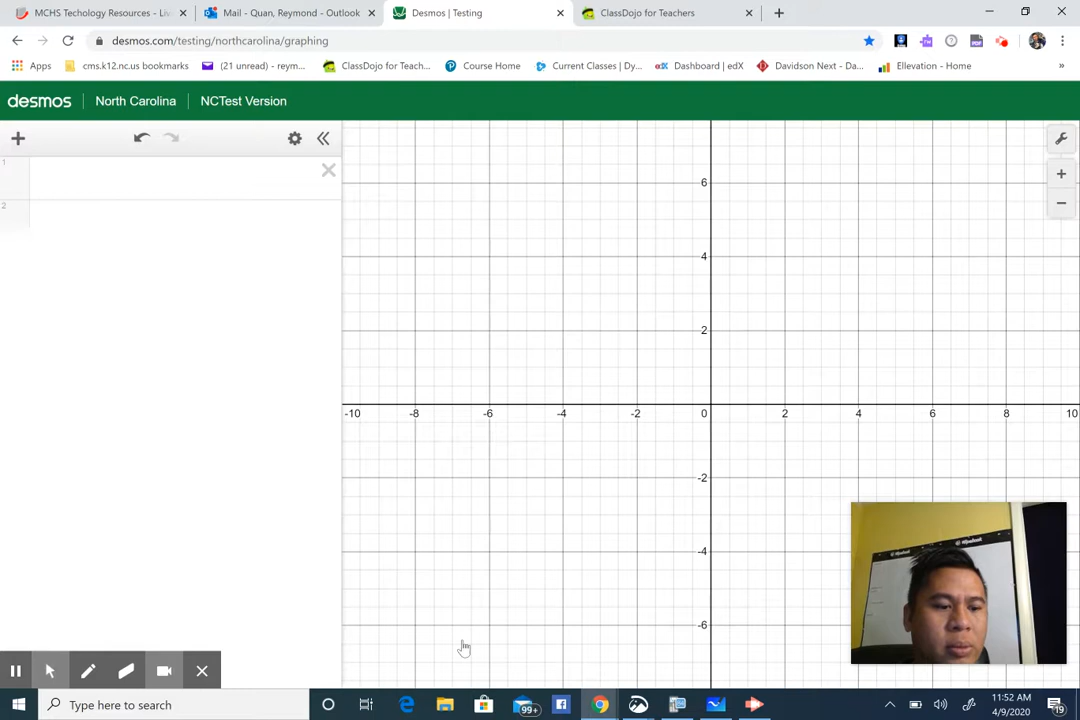 MCHS Techology Resources - Liv
Mail - Quan, Reymond - Outlook
Desmos | Testing
ClassDojo for Teachers
desmos.com/testing/northcarolina/graphing
Apps
cms.k12.nc.us bookmarks
(21 unread) - reym...
ClassDojo for Teach...
Course Home
Current Classes | Dy...
Dashboard | edX
Davidson Next - Da...
Ellevation - Home
»
desmos
North Carolina
NCTest Version
1
2
6
4
2
-10 -8 -6 -4 -2 0 2 4 6 8 10
-2
-4
-6
Type here to search
99+
11:52 AM
4/9/2020
19